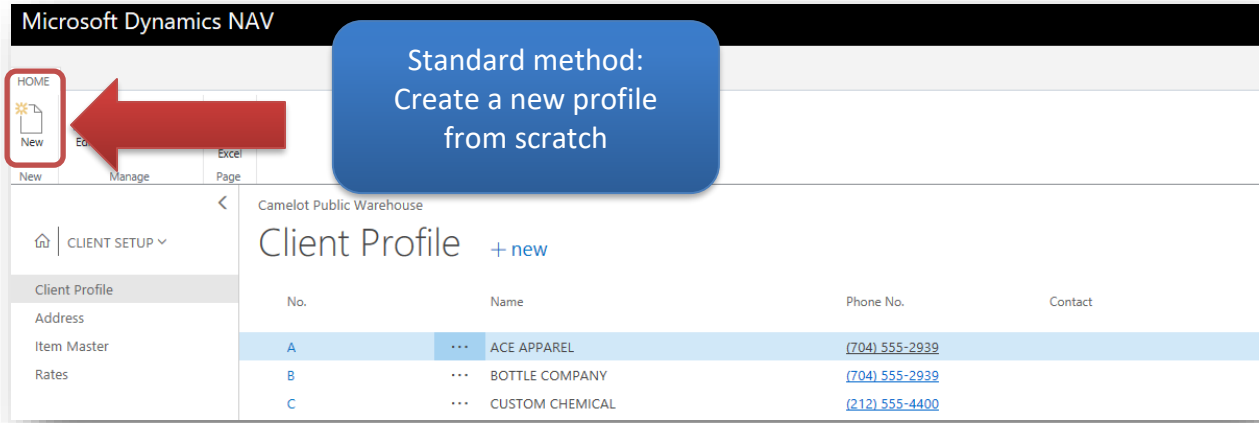 Microsoft Dynamics NAV
Standard method:
Create a new profile
from scratch
HOME
New
Excel
New Manage Page
Camelot Public Warehouse
CLIENT SETUP
Client Profile + new
Client Profile
Address
Item Master
Rates
No. Name Phone No. Contact
A ··· ACE APPAREL (704) 555-2939
B ··· BOTTLE COMPANY (704) 555-2939
C ··· CUSTOM CHEMICAL (212) 555-4400